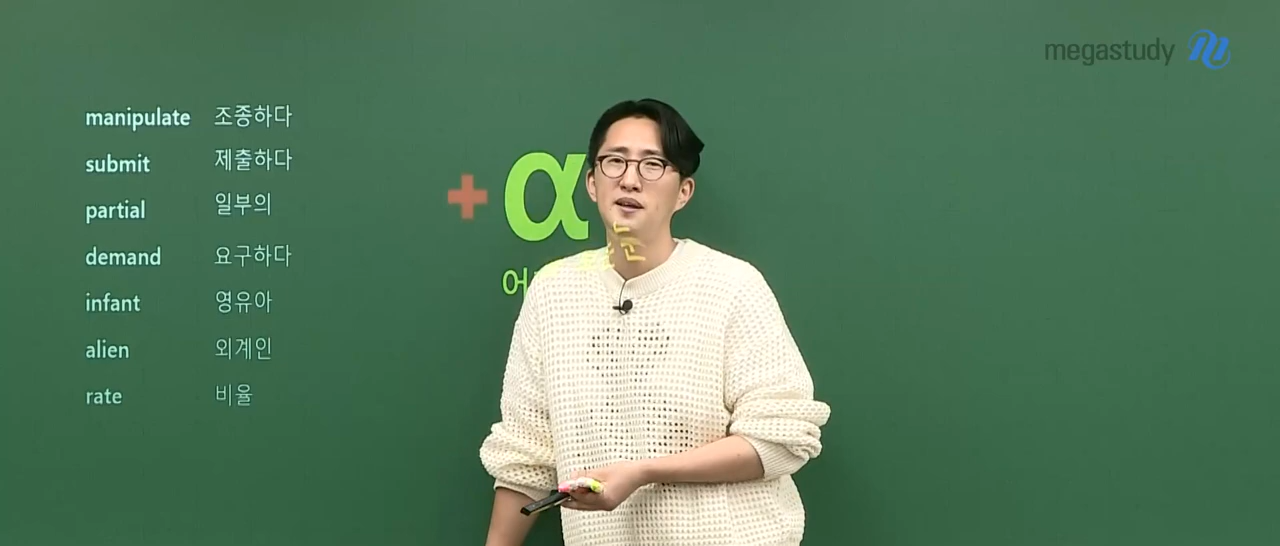 megastudy
manipulate 조종하다
submit 제출하다
partial 일부의
demand 요구하다
infant 영유아
alien 외계인
rate 비율
+α